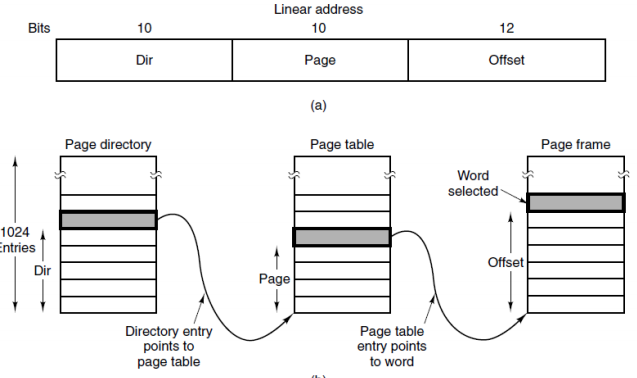 Linear address
Bits 10 10 12
Dir Page Offset
(a)
Page directory Page table Page frame
Word
selected
1024
Entries
Dir
Page
Offset
Directory entry
points to
page table
Page table
entry points
to word
(b)